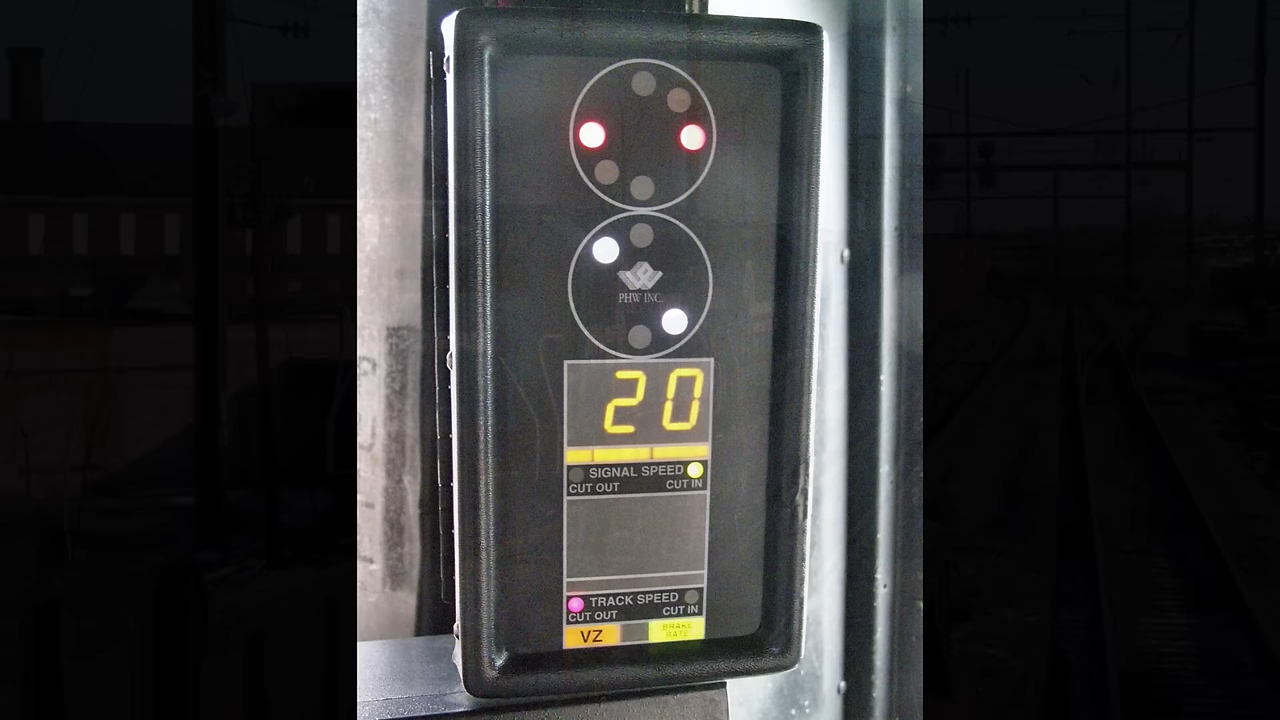 PHW INC.
20
SIGNAL SPEED
CUT OUT CUT IN
TRACK SPEED
CUT OUT CUT IN
VZ
BRAKE
RATE